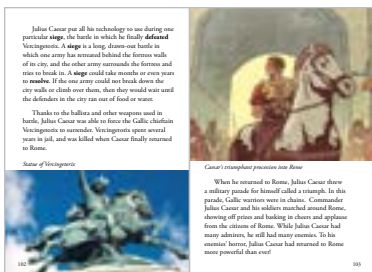 Julius Caesar put all his technology to use during one
particular siege, the battle in which he finally defeated
Vercingetorix. A siege is a long, drawn-out battle in
which one army has retreated behind the fortress walls
of its city, and the other army surrounds the fortress and
tries to break in. A siege could take months or even years
to resolve. If the one army could not break down the
city walls or climb over them, then they would wait until
the defenders in the city ran out of food or water.
Thanks to the ballista and other weapons used in
battle, Julius Caesar was able to force the Gallic chieftain
Vercingetorix to surrender. Vercingetorix spent several
years in jail, and was killed when Caesar finally returned
to Rome.
Statue of Vercingetorix
102
Caesar's triumphant procession into Rome
When he returned to Rome, Julius Caesar threw
a military parade for himself called a triumph. In this
parade, Gallic warriors were in chains. Commander
Julius Caesar and his soldiers marched around Rome,
showing off prizes and basking in cheers and applause
from the citizens of Rome. While Julius Caesar had
many admirers, he still had many enemies. To his
enemies' horror, Julius Caesar had returned to Rome
more powerful than ever!
103